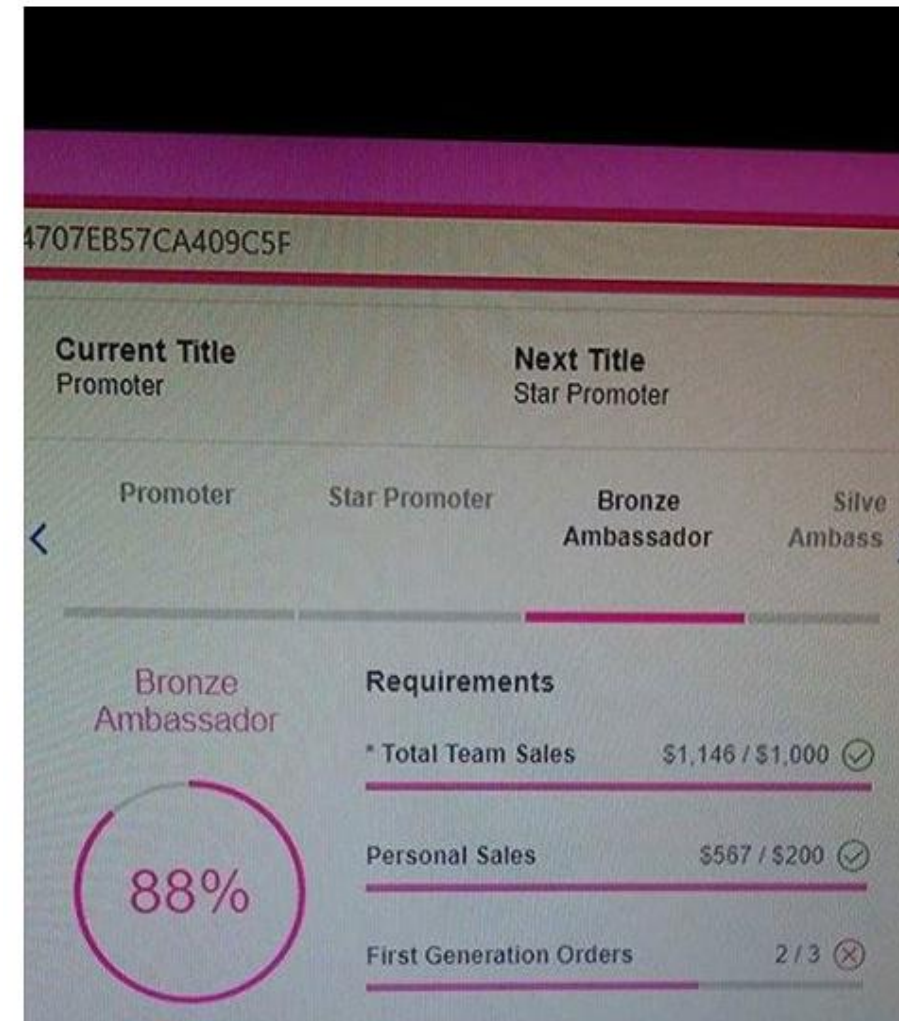 4707EB57CA409C5F
Current Title
Promoter
Next Title
Star Promoter
Promoter
Star Promoter
Bronze
Ambassador
Silve
Ambass
Bronze
Ambassador
88%
Requirements
* Total Team Sales $1,146 / $1,000
Personal Sales $567 / $200
First Generation Orders 2 / 3